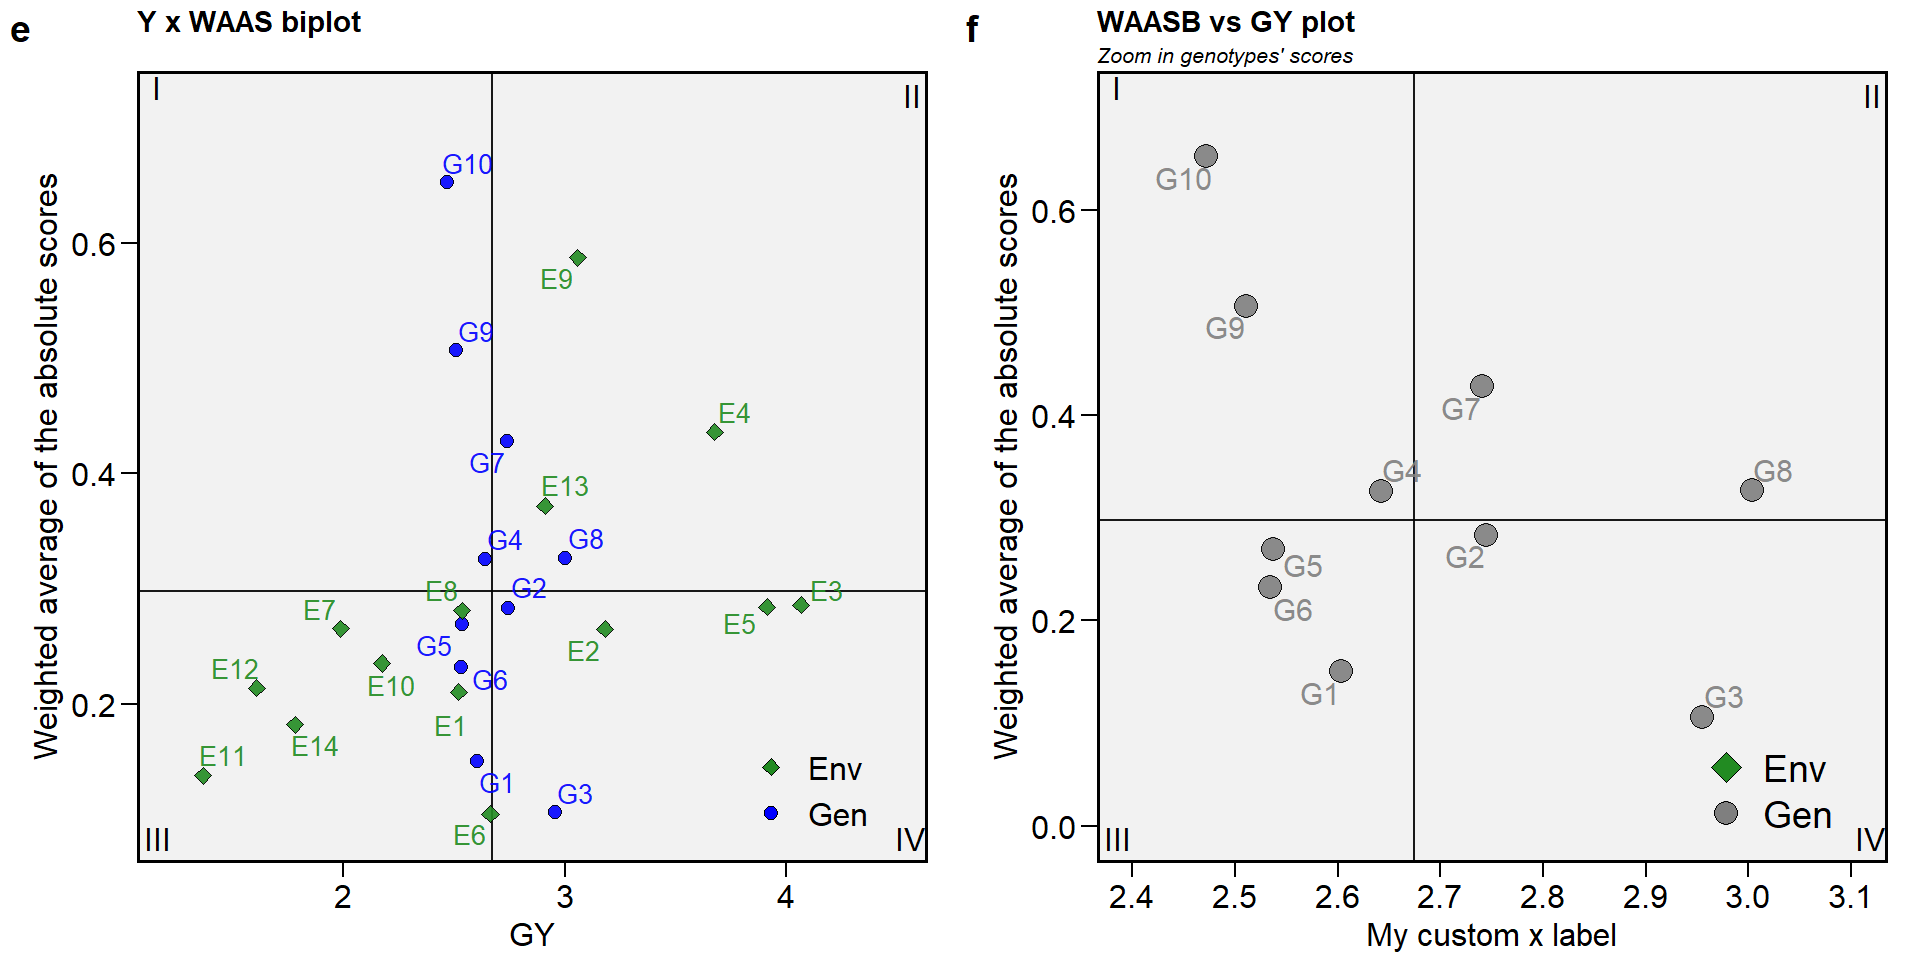 e
Y x WAAS biplot
I
II
III
IV
G10
E9
G9
E4
G7
E13
G4
G8
E8
G2
E3
E7
E5
G5
E2
E12
G6
E10
E1
E14
E11
G1
G3
E6
Env
Gen
0.6
0.4
0.2
2
3
4
GY
Weighted average of the absolute scores
f
WAASB vs GY plot
Zoom in genotypes' scores
I
II
III
IV
G10
G9
G7
G4
G8
G2
G5
G6
G1
G3
Env
Gen
0.6
0.4
0.2
0.0
2.4
2.5
2.6
2.7
2.8
2.9
3.0
3.1
My custom x label
Weighted average of the absolute scores